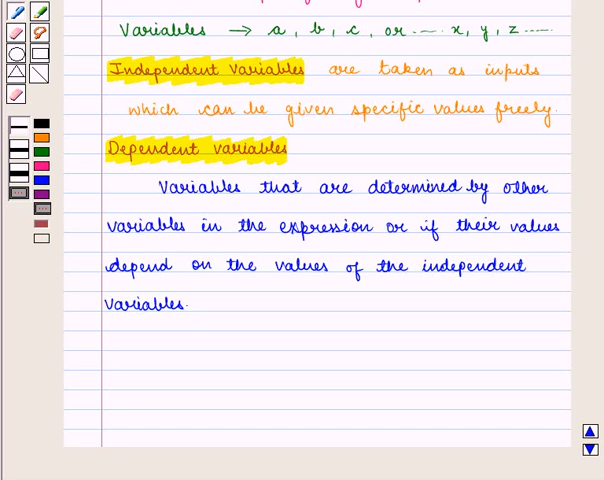 Variables → a, b, c, or ..... x, y, z .....
Independent Variables are taken as inputs
which can be given specific values freely.
Dependent variables
Variables that are determined by other
variables in the expression or if their values
depend on the values of the independent
variables.